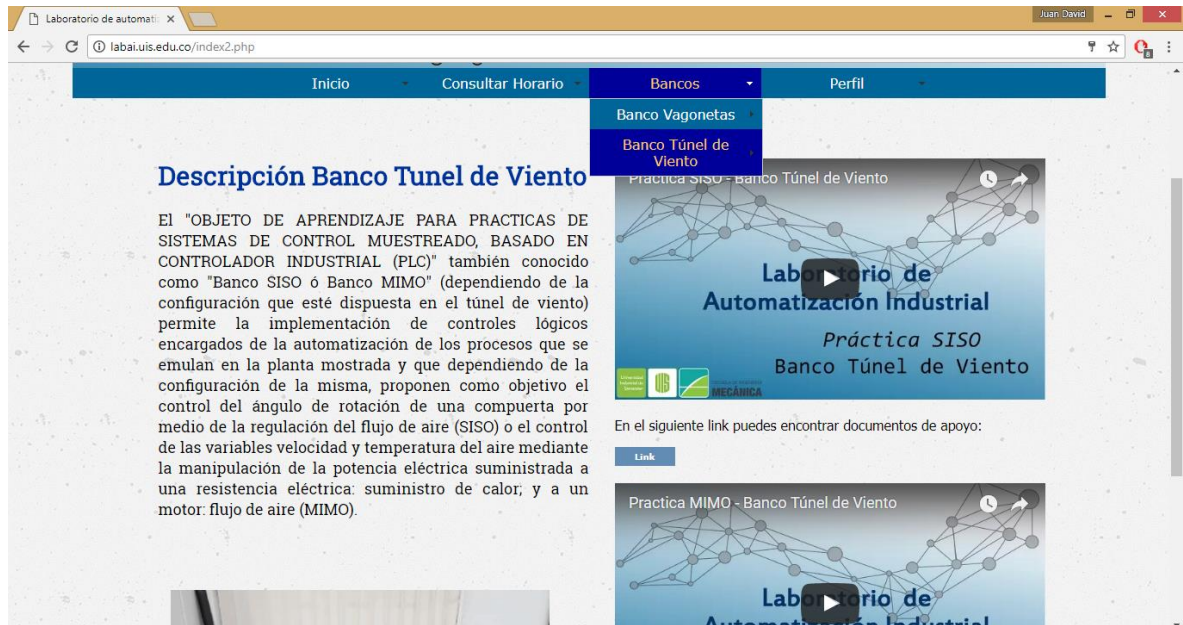 Laboratorio de automati
Juan David
labai.uis.edu.co/index2.php
Inicio
Consultar Horario
Bancos
Perfil
Banco Vagonetas
Banco Túnel de
Viento
Descripción Banco Tunel de Viento
El "OBJETO DE APRENDIZAJE PARA PRACTICAS DE
SISTEMAS DE CONTROL MUESTREADO, BASADO EN
CONTROLADOR INDUSTRIAL (PLC)" también conocido
como "Banco SISO ó Banco MIMO" (dependiendo de la
configuración que esté dispuesta en el túnel de viento)
permite la implementación de controles lógicos
encargados de la automatización de los procesos que se
emulan en la planta mostrada y que dependiendo de la
configuración de la misma, proponen como objetivo el
control del ángulo de rotación de una compuerta por
medio de la regulación del flujo de aire (SISO) o el control
de las variables velocidad y temperatura del aire mediante
la manipulación de la potencia eléctrica suministrada a
una resistencia eléctrica: suministro de calor; y a un
motor: flujo de aire (MIMO).
Practica SISO - Banco Túnel de Viento
Laboratorio de
Automatización Industrial
Práctica SISO
Banco Túnel de Viento
UIS
MECÁNICA
En el siguiente link puedes encontrar documentos de apoyo:
Link
Practica MIMO - Banco Túnel de Viento
Laboratorio de
Automatización Industrial